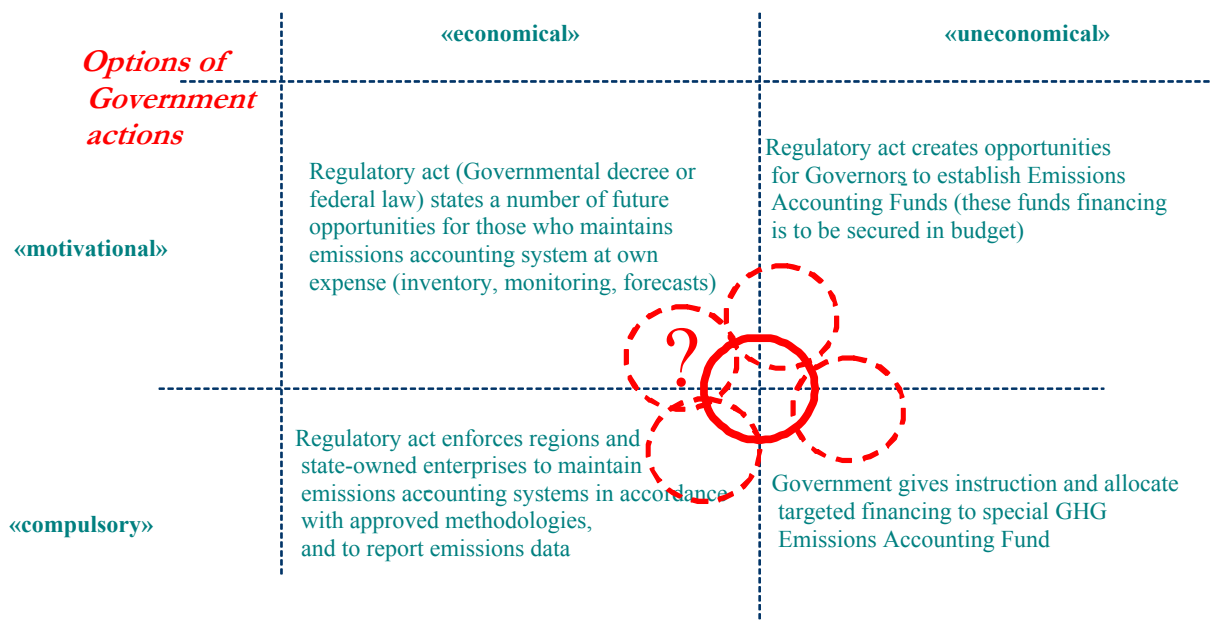 Options of
Government
actions
«economical»
«uneconomical»
«motivational»
Regulatory act (Governmental decree or
federal law) states a number of future
opportunities for those who maintains
emissions accounting system at own
expense (inventory, monitoring, forecasts)
Regulatory act creates opportunities
for Governors to establish Emissions
Accounting Funds (these funds financing
is to be secured in budget)
?
«compulsory»
Regulatory act enforces regions and
state-owned enterprises to maintain
emissions accounting systems in accordance
with approved methodologies,
and to report emissions data
Government gives instruction and allocate
targeted financing to special GHG
Emissions Accounting Fund